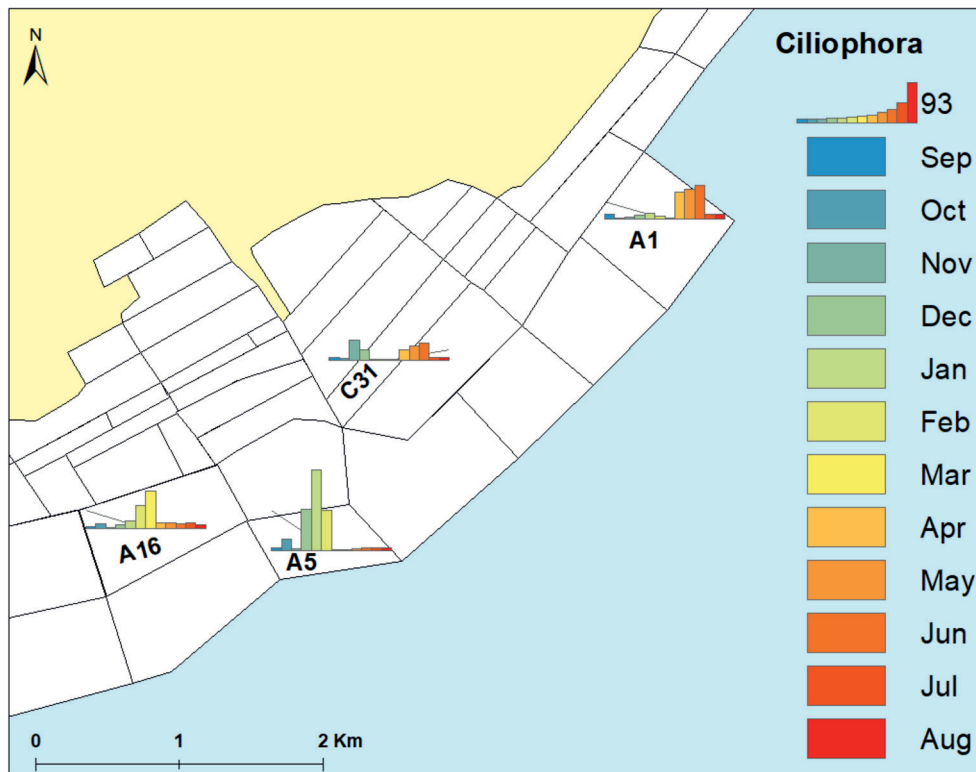 N
Ciliophora
93
Sep
Oct
Nov
Dec
Jan
Feb
Mar
Apr
May
Jun
Jul
Aug
A1
C31
A16
A5
0 1 2 Km